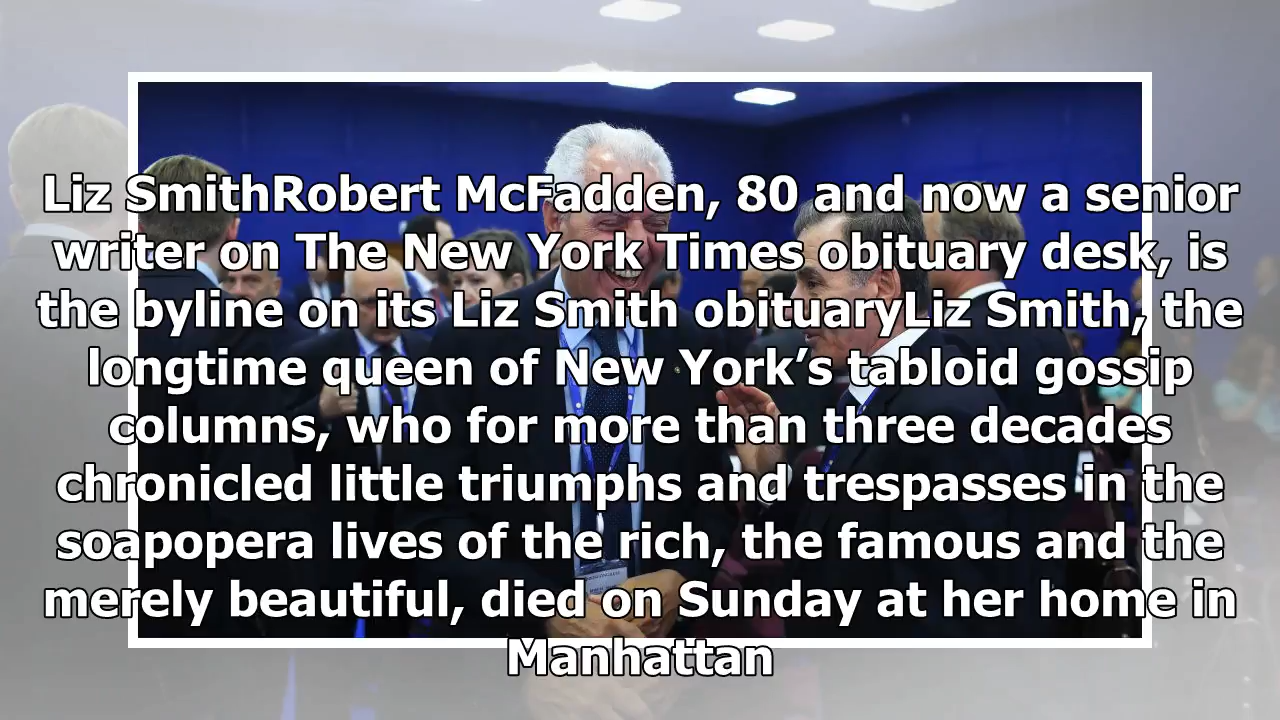 Liz SmithRobert McFadden, 80 and now a senior
writer on The New York Times obituary desk, is
the byline on its Liz Smith obituaryLiz Smith, the
longtime queen of New York’s tabloid gossip
columns, who for more than three decades
chronicled little triumphs and trespasses in the
soapopera lives of the rich, the famous and the
merely beautiful, died on Sunday at her home in
Manhattan